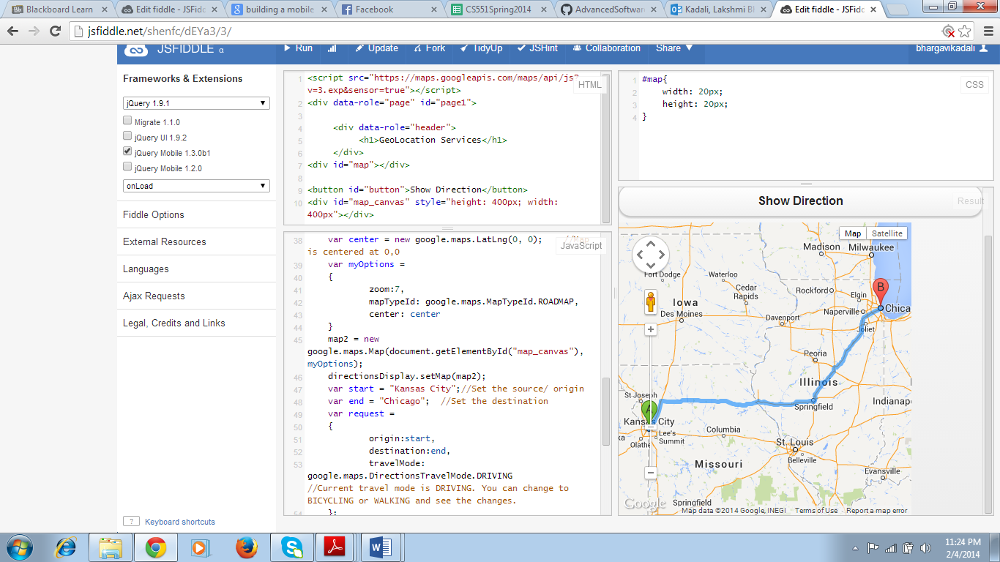 Blackboard Learn
Edit fiddle - JSFid
building a mobile
Facebook
CS551Spring2014
AdvancedSoftwar
Kadali, Lakshmi B
Edit fiddle - JSFid
jsfiddle.net/shenfc/dEYa3/3/
JSFIDDLE α
Run
Update
Fork
TidyUp
JSHint
Collaboration
Share
bhargavikadali
Frameworks & Extensions
jQuery 1.9.1
Migrate 1.1.0
jQuery UI 1.9.2
jQuery Mobile 1.3.0b1
jQuery Mobile 1.2.0
onLoad
Fiddle Options
External Resources
Languages
Ajax Requests
Legal, Credits and Links
? Keyboard shortcuts
HTML
1 <script src="https://maps.googleapis.com/maps/api/js?
v=3.exp&sensor=true"></script>
2 <div data-role="page" id="page1">
3
4 <div data-role="header">
5 <h1>GeoLocation Services</h1>
6 </div>
7 <div id="map"></div>
8
9 <button id="button">Show Direction</button>
10 <div id="map_canvas" style="height: 400px; width:
400px"></div>
JavaScript
38 var center = new google.maps.LatLng(0, 0); //Map
is centered at 0,0
39 var myOptions =
40 {
41 zoom:7,
42 mapTypeId: google.maps.MapTypeId.ROADMAP,
43 center: center
44 }
45 map2 = new
google.maps.Map(document.getElementById("map_canvas"),
myOptions);
46 directionsDisplay.setMap(map2);
47 var start = "Kansas City";//Set the source/ origin
48 var end = "Chicago"; //Set the destination
49 var request =
50 {
51 origin:start,
52 destination:end,
53 travelMode:
google.maps.DirectionsTravelMode.DRIVING
//Current travel mode is DRIVING. You can change to
BICYCLING or WALKING and see the changes.
54 };
CSS
1 #map{
2 width: 20px;
3 height: 20px;
4 }
Show Direction
Result
Map
Satellite
Madison
Milwaukee
Fort Dodge
Waterloo
Cedar
Rapids
Rockford
Elgin
B
Iowa
Des Moines
Naperville
Chica
Davenport
Joliet
Peoria
Illinois
St Joseph
Springfield
Indianap
A
Kansas City
Columbia
Lee's
Summit
Olathe
St. Louis
Belleville
Missouri
Evansville
Springfield
Google
Map data ©2014 Google, INEGI
Terms of Use
Report a map error
11:24 PM
2/4/2014